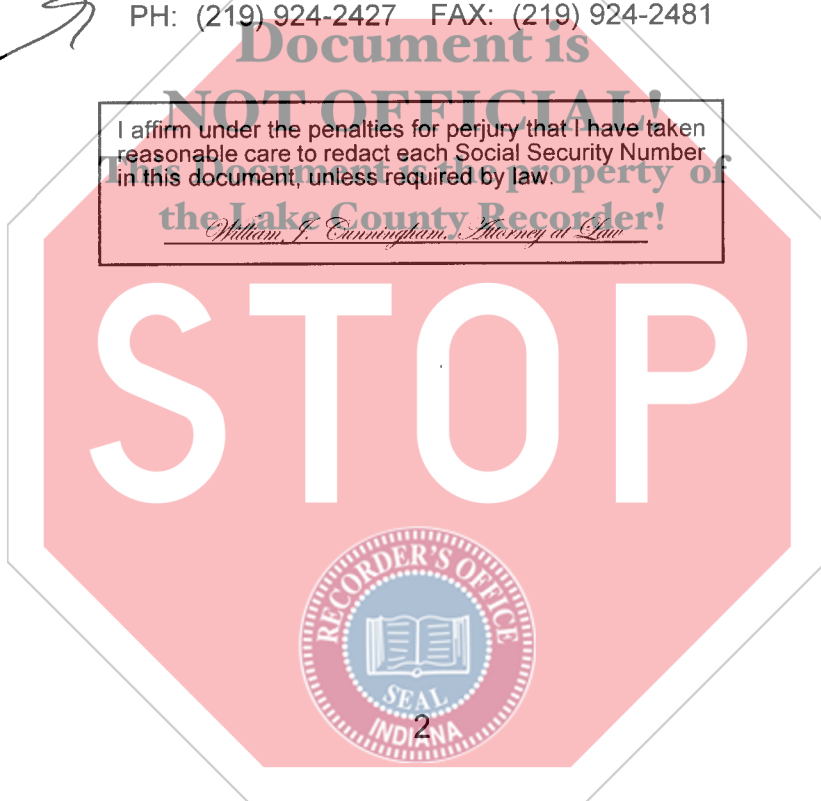 PH: (219) 924-2427 FAX: (219) 924-2481
Document is
NOT OFFICIAL!
I affirm under the penalties for perjury that I have taken
reasonable care to redact each Social Security Number
in this document, unless required by law.
This Document is the property of
the Lake County Recorder!
William J. Cunningham, Attorney at Law
STOP
RECORDER'S OFFICE
SEAL
INDIANA
2